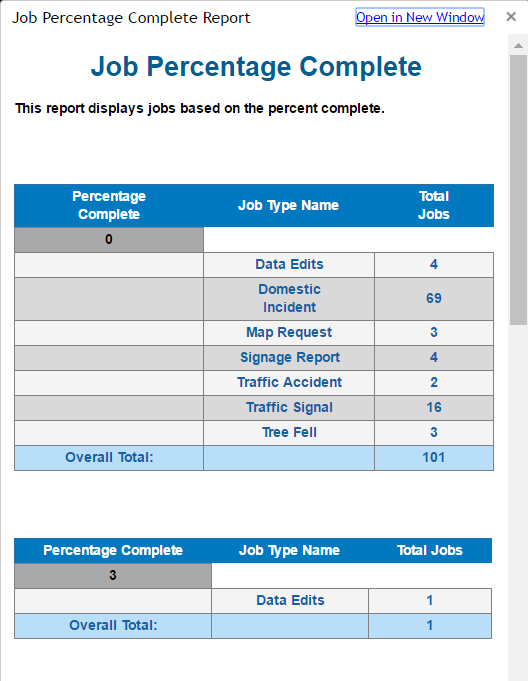 Job Percentage Complete Report Open in New Window ×
Job Percentage Complete
This report displays jobs based on the percent complete.
Percentage Complete Job Type Name Total Jobs
0
Data Edits 4
Domestic Incident 69
Map Request 3
Signage Report 4
Traffic Accident 2
Traffic Signal 16
Tree Fell 3
Overall Total: 101
Percentage Complete Job Type Name Total Jobs
3
Data Edits 1
Overall Total: 1